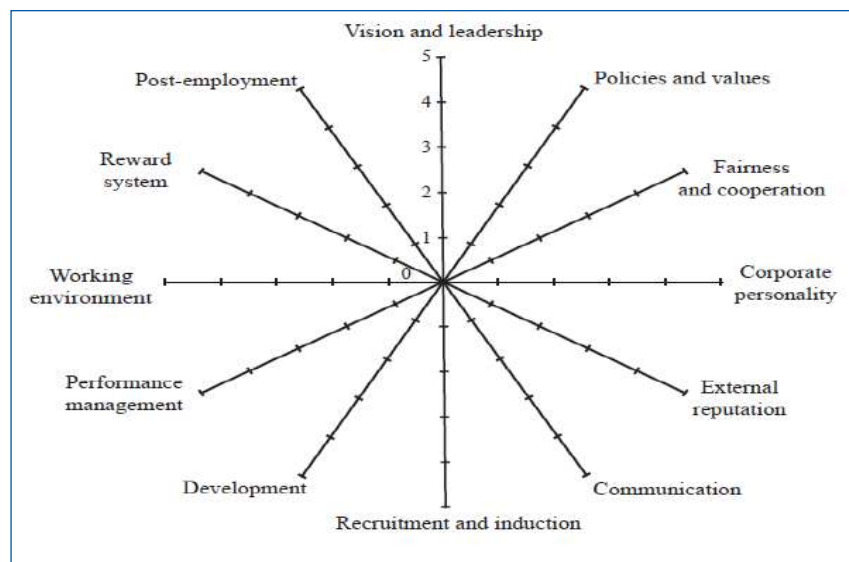 Vision and leadership
5
Post-employment
Policies and values
4
3
Reward
system
Fairness
and cooperation
2
1
0
Working
environment
Corporate
personality
Performance
management
External
reputation
Development
Communication
Recruitment and induction